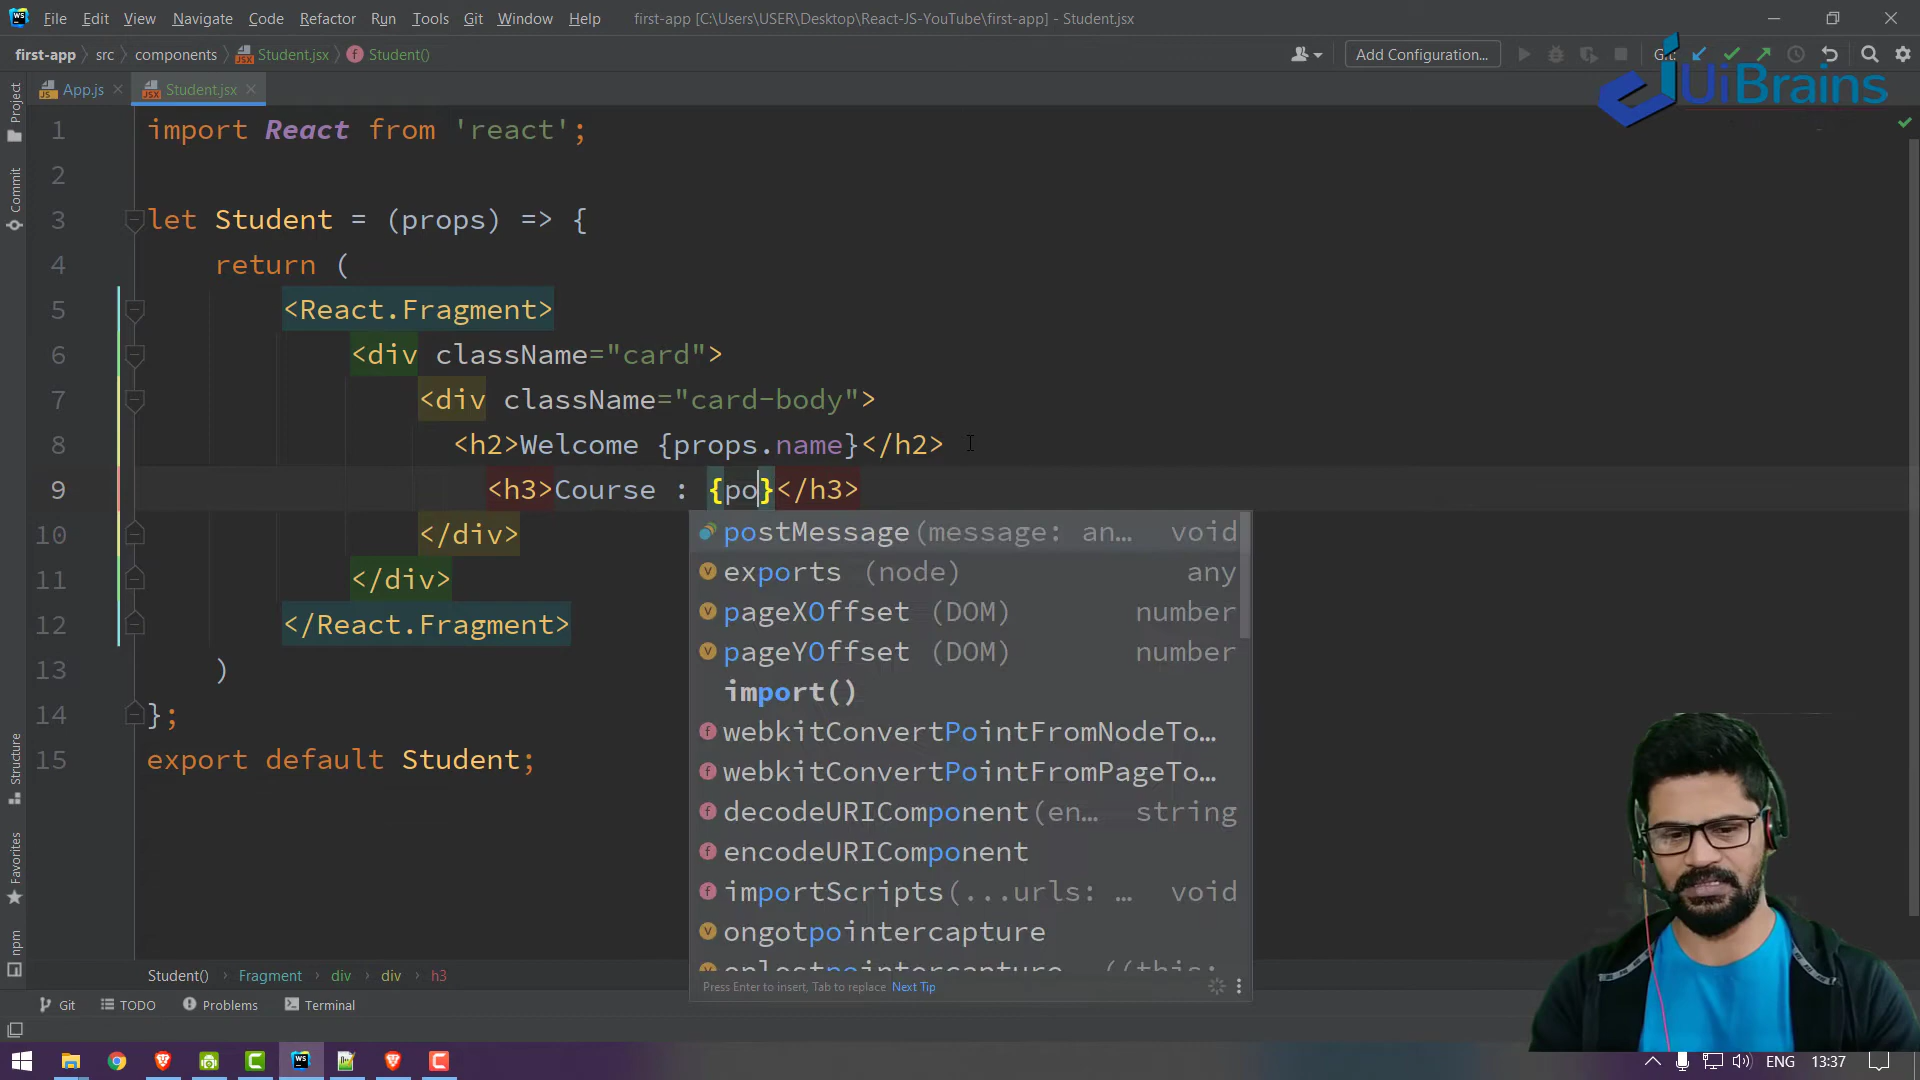 File Edit View Navigate Code Refactor Run Tools Git Window Help first-app [C:\Users\USER\Desktop\React-JS-YouTube\first-app] - Student.jsx
first-app src components Student.jsx Student() Add Configuration... Git:
UiBrains
App.js Student.jsx
Project
Commit
Structure
Favorites
npm
1 import React from 'react';
2
3 let Student = (props) => {
4 return (
5 <React.Fragment>
6 <div className="card">
7 <div className="card-body">
8 <h2>Welcome {props.name}</h2>
9 <h3>Course : {po}</h3>
10 </div>
11 </div>
12 </React.Fragment>
13 )
14 };
15 export default Student;
postMessage(message: an... void
exports (node) any
pageXOffset (DOM) number
pageYOffset (DOM) number
import()
webkitConvertPointFromNodeTo...
webkitConvertPointFromPageTo...
decodeURIComponent(en... string
encodeURIComponent
importScripts(...urls: ... void
ongotpointercapture
onlostpointercapture ((this:
Press Enter to insert, Tab to replace Next Tip
Student() Fragment div div h3
Git TODO Problems Terminal
ENG 13:37